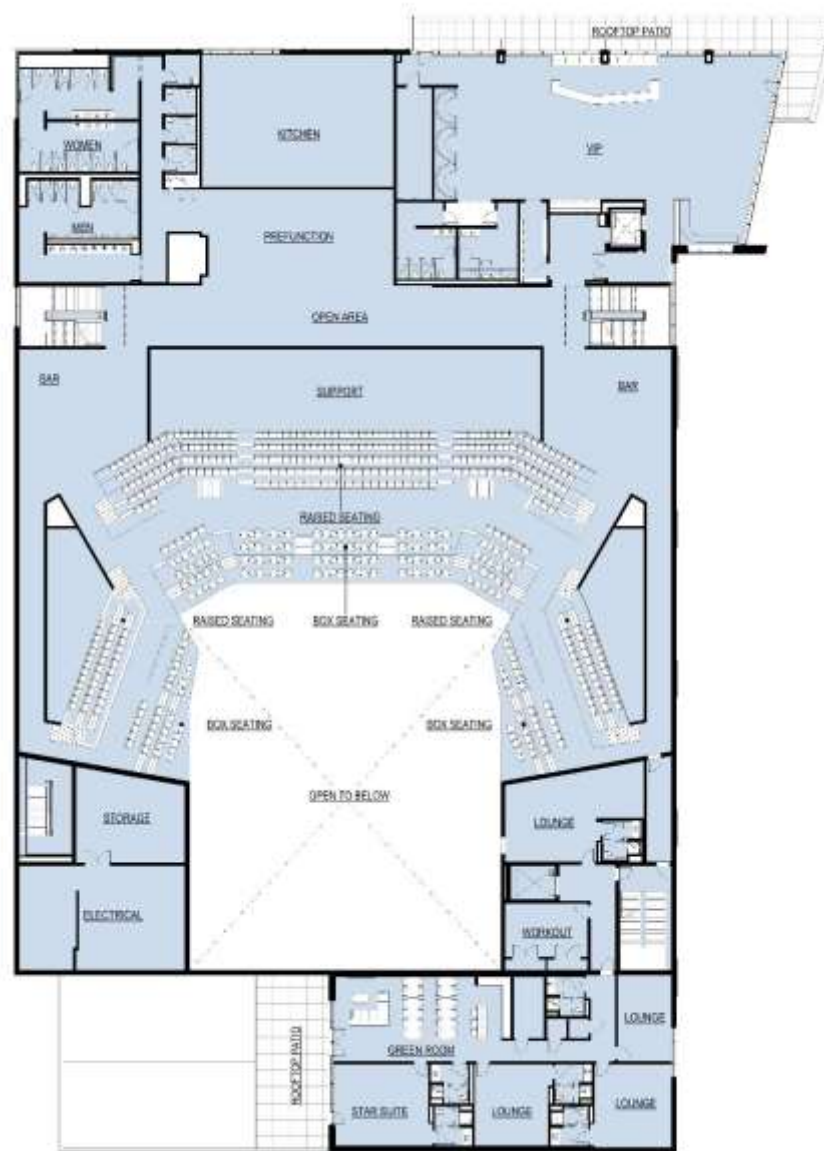 ROOFTOP PATIO
KITCHEN
WOMEN
VIP
MEN
PREFUNCTION
OPEN AREA
BAR
BAR
SUPPORT
RAISED SEATING
RAISED SEATING
BOX SEATING
RAISED SEATING
BOX SEATING
BOX SEATING
OPEN TO BELOW
STORAGE
LOUNGE
ELECTRICAL
WORKOUT
LOUNGE
GREEN ROOM
ROOFTOP PATIO
STAR SUITE
LOUNGE
LOUNGE